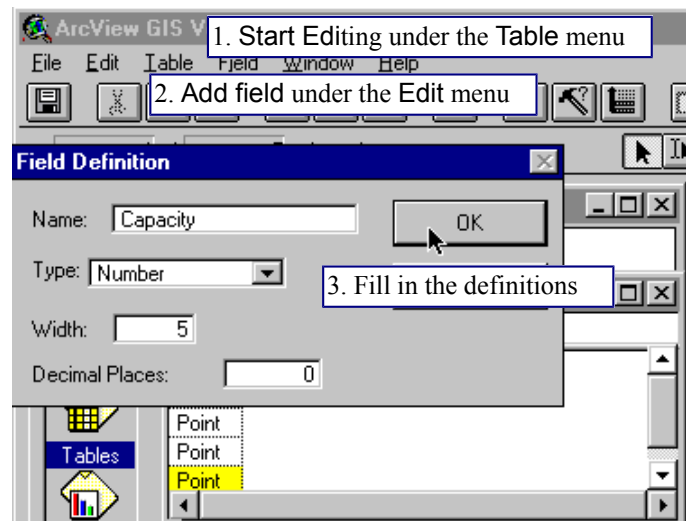 ArcView GIS V
1. Start Editing under the Table menu
File Edit Table Field Window Help
2. Add field under the Edit menu
Field Definition
Name: Capacity
OK
Type: Number
3. Fill in the definitions
Width: 5
Decimal Places: 0
Point
Tables
Point
Point